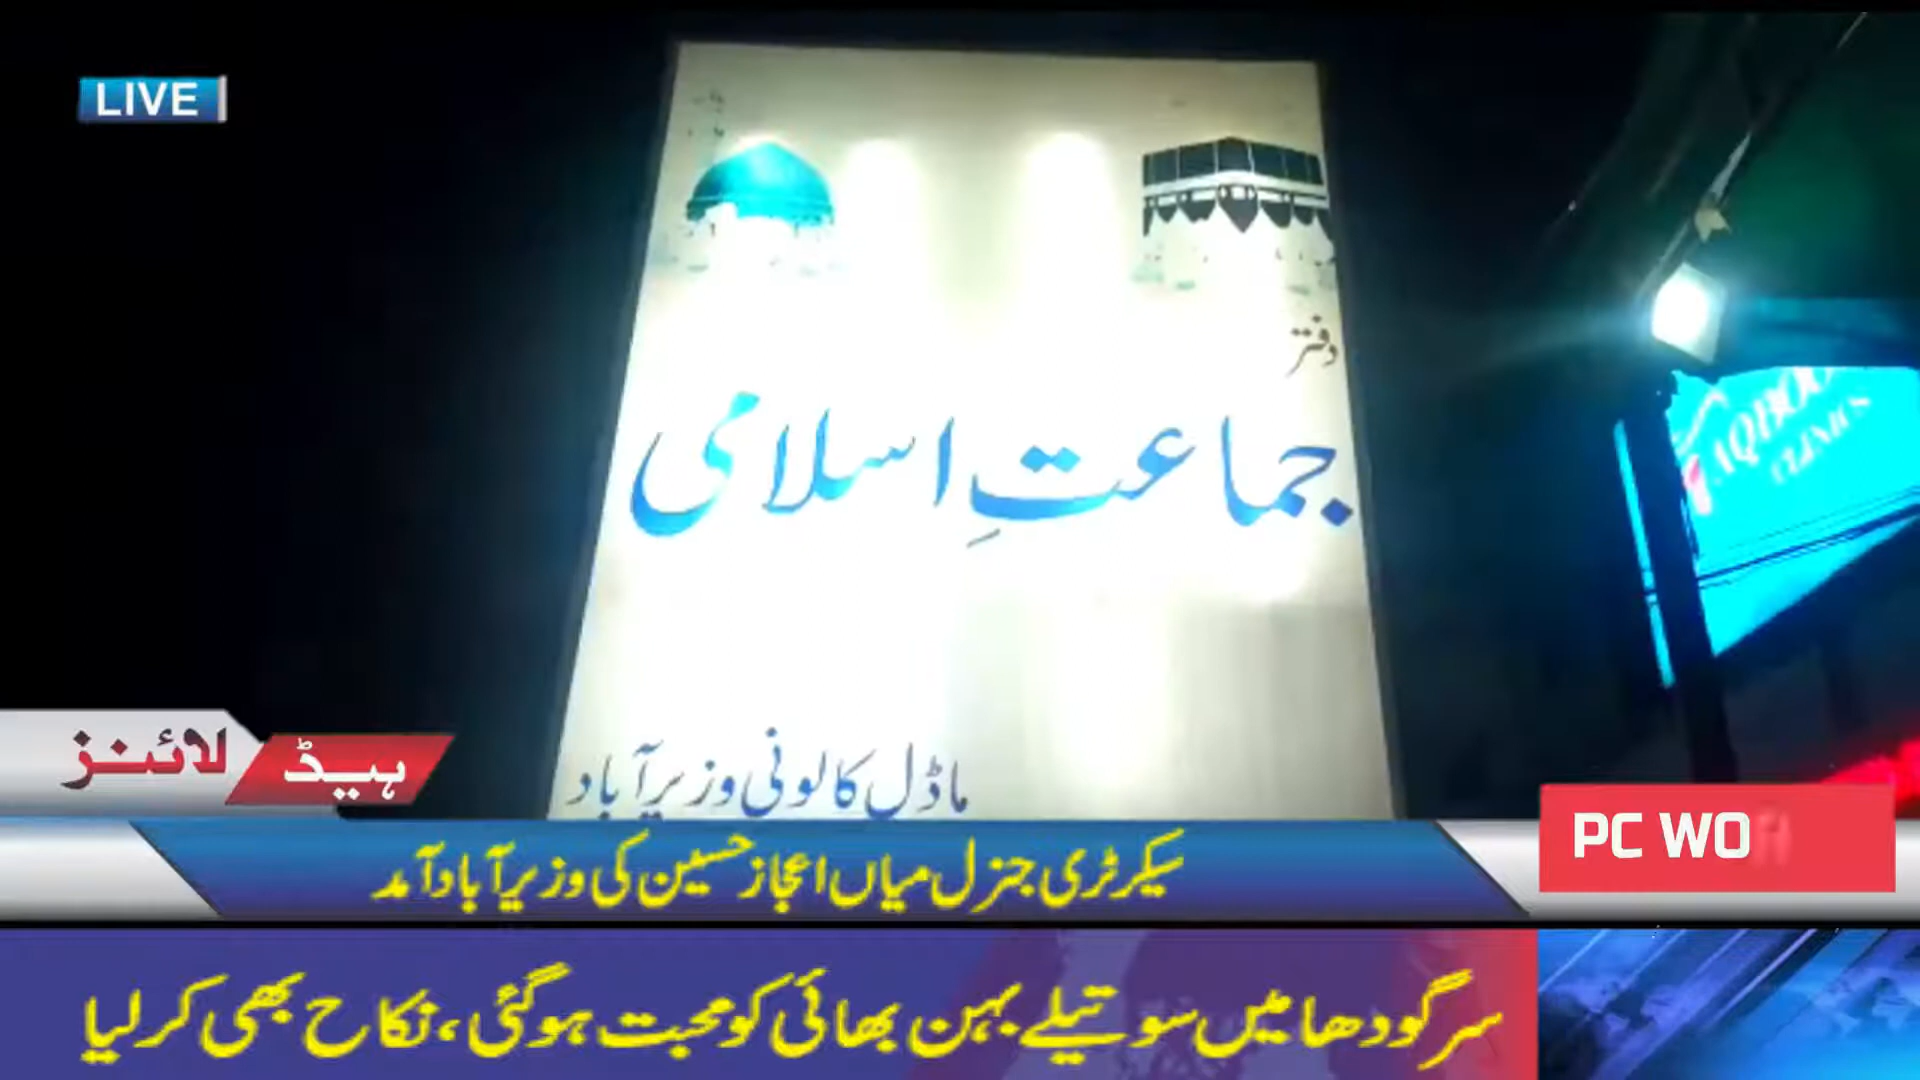 LIVE
دفتر
جماعتِ اسلامی
ماڈل کالونی وزیرآباد
CLINICS
ہیڈ لائنز
سیکرٹری جنرل میاں اعجاز حسین کی وزیرآباد آمد
PC WO
سرگودھا میں سوتیلے بہن بھائی کو محبت ہوگئی، نکاح بھی کرلیا